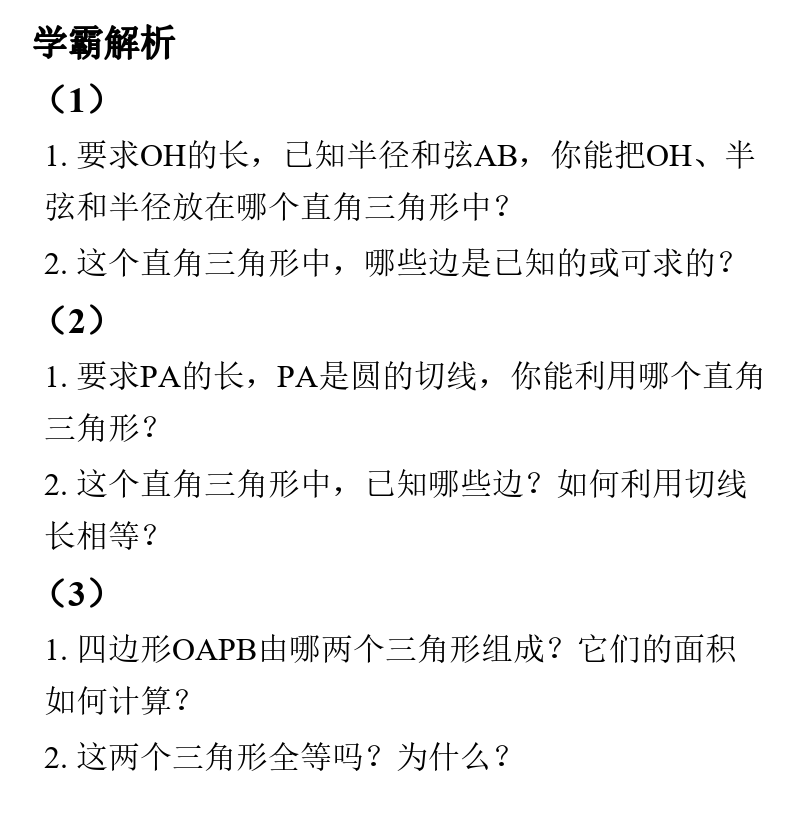 学霸解析
（1）
1. 要求OH的长，已知半径和弦AB，你能把OH、半
弦和半径放在哪个直角三角形中？
2. 这个直角三角形中，哪些边是已知的或可求的？
（2）
1. 要求PA的长，PA是圆的切线，你能利用哪个直角
三角形？
2. 这个直角三角形中，已知哪些边？如何利用切线
长相等？
（3）
1. 四边形OAPB由哪两个三角形组成？它们的面积
如何计算？
2. 这两个三角形全等吗？为什么？